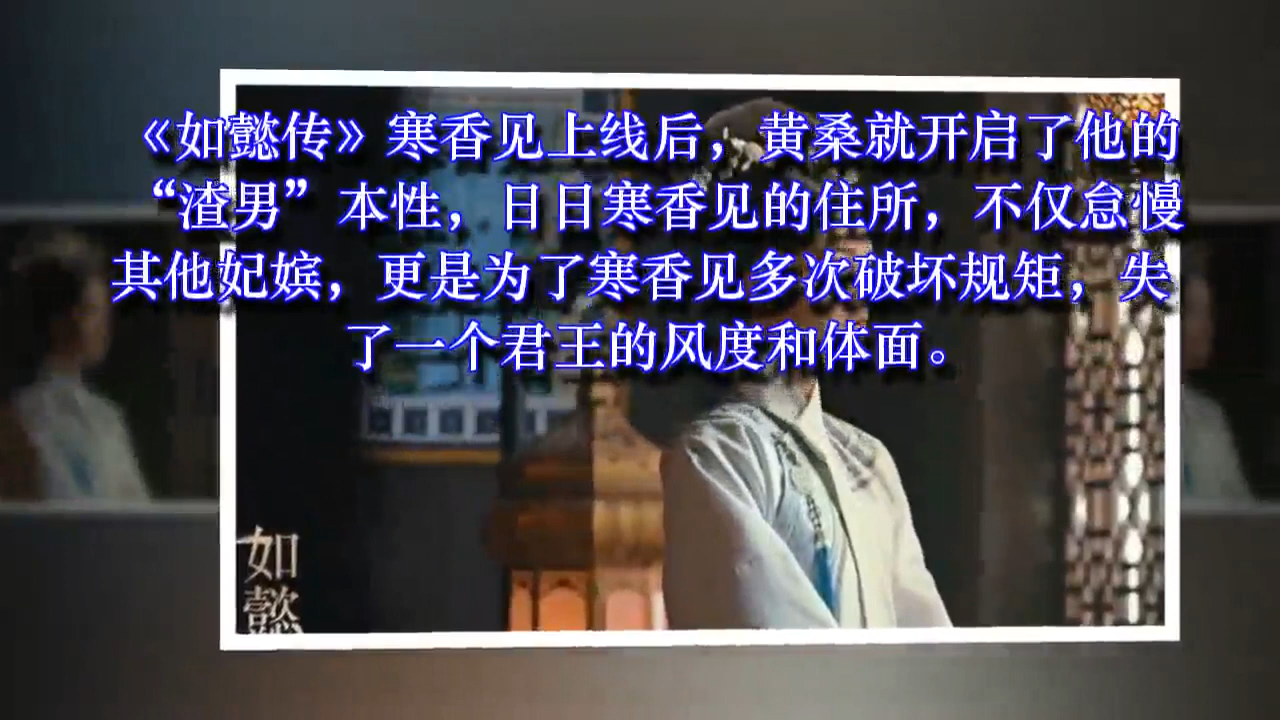 《如懿传》寒香见上线后，黄桑就开启了他的
“渣男”本性，日日寒香见的住所，不仅怠慢
其他妃嫔，更是为了寒香见多次破坏规矩，失
了一个君王的风度和体面。
如
懿